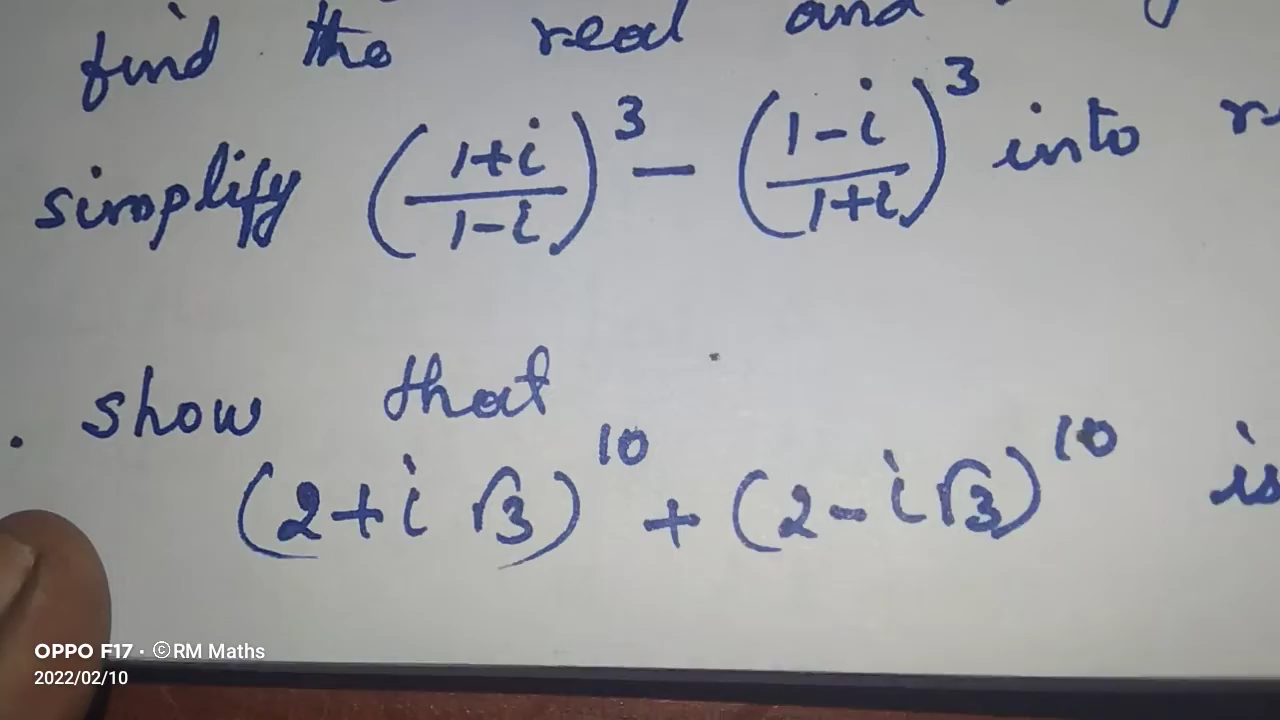 find the real and
simplify (1+i/1-i)³ - (1-i/1+i)³ into
. show that
(2+i√3)¹⁰ + (2-i√3)¹⁰ is
OPPO F17 · ©RM Maths
2022/02/10